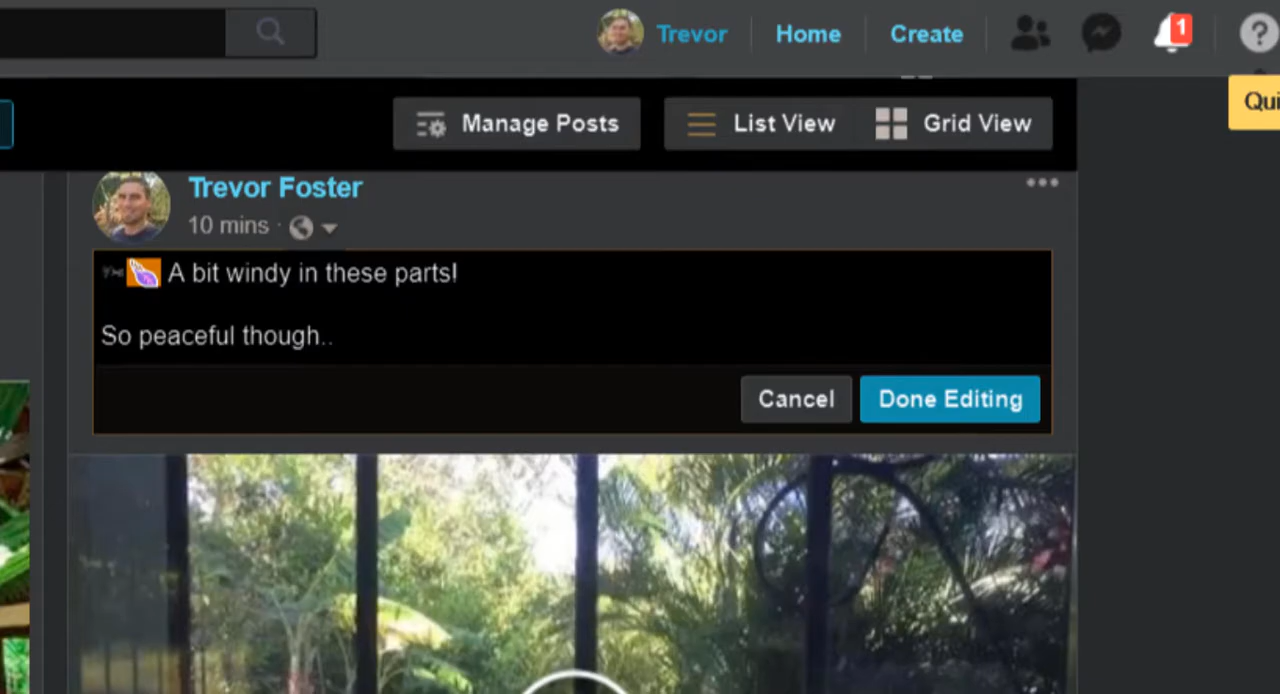 Trevor Home Create 1 ?
Manage Posts List View Grid View
Trevor Foster
10 mins ·
A bit windy in these parts!
So peaceful though..
Cancel Done Editing